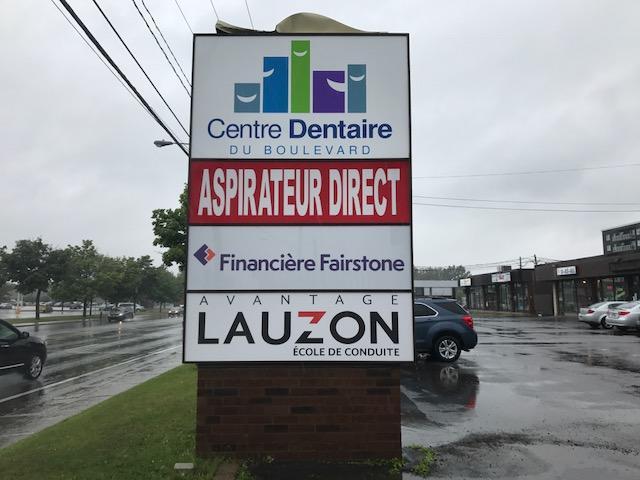 Centre Dentaire
DU BOULEVARD
ASPIRATEUR DIRECT
Financière Fairstone
AVANTAGE
LAUZON
ÉCOLE DE CONDUITE